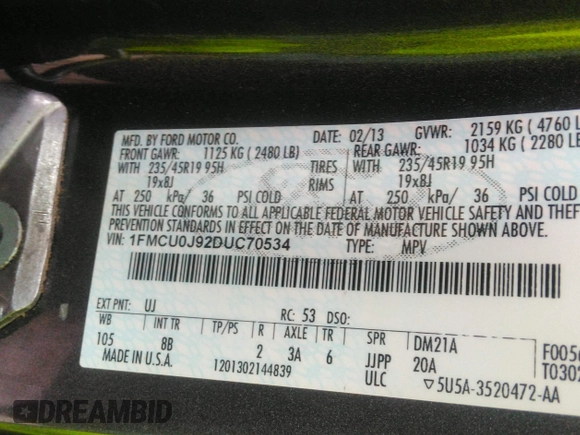 MFD. BY FORD MOTOR CO. DATE: 02/13 GVWR: 2159 KG ( 4760 L
FRONT GAWR: 1125 KG ( 2480 LB) REAR GAWR: 1034 KG ( 2280 LB
WITH 235/45R19 95H TIRES WITH 235/45R19 95H
19x8J RIMS 19x8J
AT 250 kPa/ 36 PSI COLD AT 250 kPa/ 36 PSI COLD
THIS VEHICLE CONFORMS TO ALL APPLICABLE FEDERAL MOTOR VEHICLE SAFETY AND THEFT
PREVENTION STANDARDS IN EFFECT ON THE DATE OF MANUFACTURE SHOWN ABOVE.
VIN: 1FMCU0J92DUC70534 TYPE: MPV
EXT PNT: UJ RC: 53 DSO:
WB INT TR TP/PS R AXLE TR SPR DM21A F0056
105 8B 2 3A 6 JJPP 20A T0302
MADE IN U.S.A. 1201302144839 ULC ▽5U5A-3520472-AA
DREAMBID